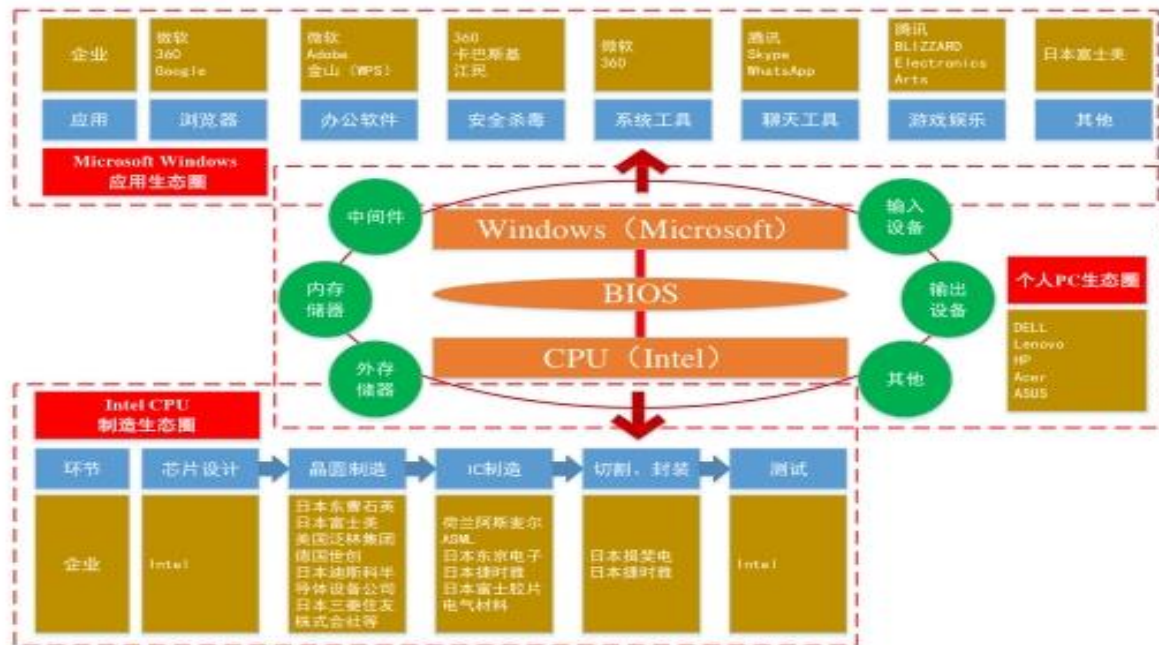 企业
微软
360
Google
微软
Adobe
金山（WPS）
360
卡巴斯基
江民
微软
360
腾讯
Skype
WhatsApp
腾讯
BLIZZARD
Electronics
Arts
日本富士美
应用
浏览器
办公软件
安全杀毒
系统工具
聊天工具
游戏娱乐
其他
Microsoft Windows
应用生态圈
中间件
Windows（Microsoft）
输入
设备
内存
储器
BIOS
输出
设备
个人PC生态圈
DELL
Lenovo
HP
Acer
ASUS
外存
储器
CPU（Intel）
其他
Intel CPU
制造生态圈
环节
芯片设计
晶圆制造
IC制造
切割、封装
测试
企业
Intel
日本东曹石英
日本富士美
美国泛林集团
德国世创
日本迪斯科半
导体设备公司
日本三菱住友
株式会社等
荷兰阿斯麦尔
ASML
日本东京电子
日本捷时雅
日本富士胶片
电气材料
日本揖斐电
日本捷时雅
Intel